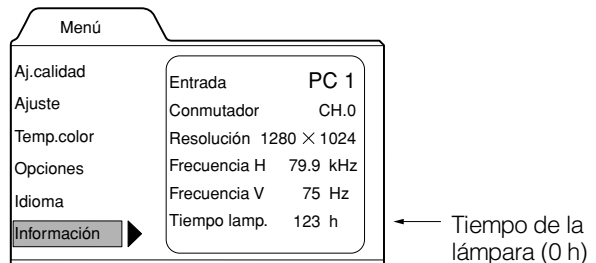 Menú
Aj.calidad
Ajuste
Temp.color
Opciones
Idioma
Información
Entrada PC 1
Conmutador CH.0
Resolución 1280 × 1024
Frecuencia H 79.9 kHz
Frecuencia V 75 Hz
Tiempo lamp. 123 h
Tiempo de la
lámpara (0 h)